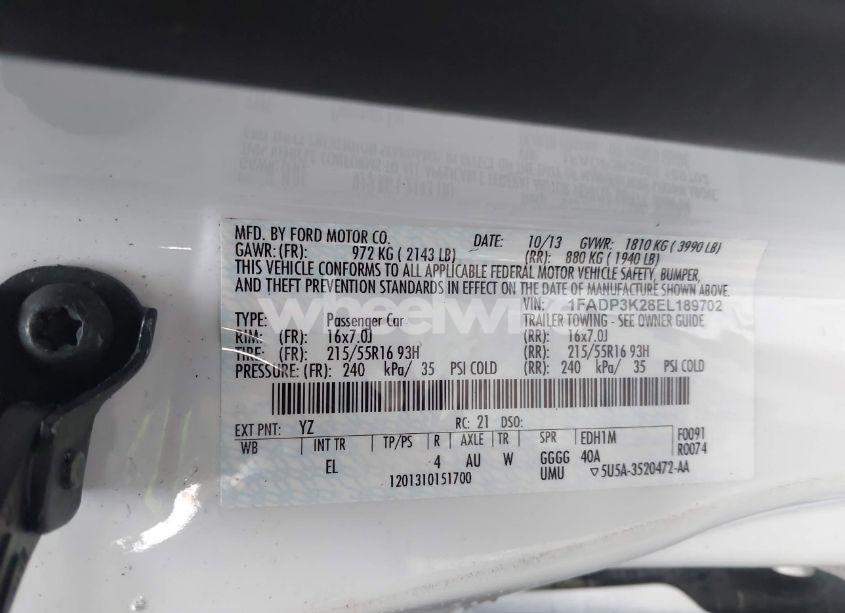 MFD. BY FORD MOTOR CO. DATE: 10/13 GVWR: 1810 KG ( 3990 LB)
GAWR: (FR): 972 KG ( 2143 LB) (RR): 880 KG ( 1940 LB)
THIS VEHICLE CONFORMS TO ALL APPLICABLE FEDERAL MOTOR VEHICLE SAFETY, BUMPER,
AND THEFT PREVENTION STANDARDS IN EFFECT ON THE DATE OF MANUFACTURE SHOWN ABOVE.
VIN: 1FADP3K28EL189702
TYPE: Passenger Car TRAILER TOWING - SEE OWNER GUIDE
RIM: (FR): 16x7.0J (RR): 16x7.0J
TIRE: (FR): 215/55R16 93H (RR): 215/55R16 93H
PRESSURE: (FR): 240 kPa/ 35 PSI COLD (RR): 240 kPa/ 35 PSI COLD
EXT PNT: YZ RC: 21 DSO:
WB INT TR TP/PS R AXLE TR SPR EDH1M F0091
EL 4 AU W GGGG 40A R0074
1201310151700 UMU ▽5U5A-3520472-AA